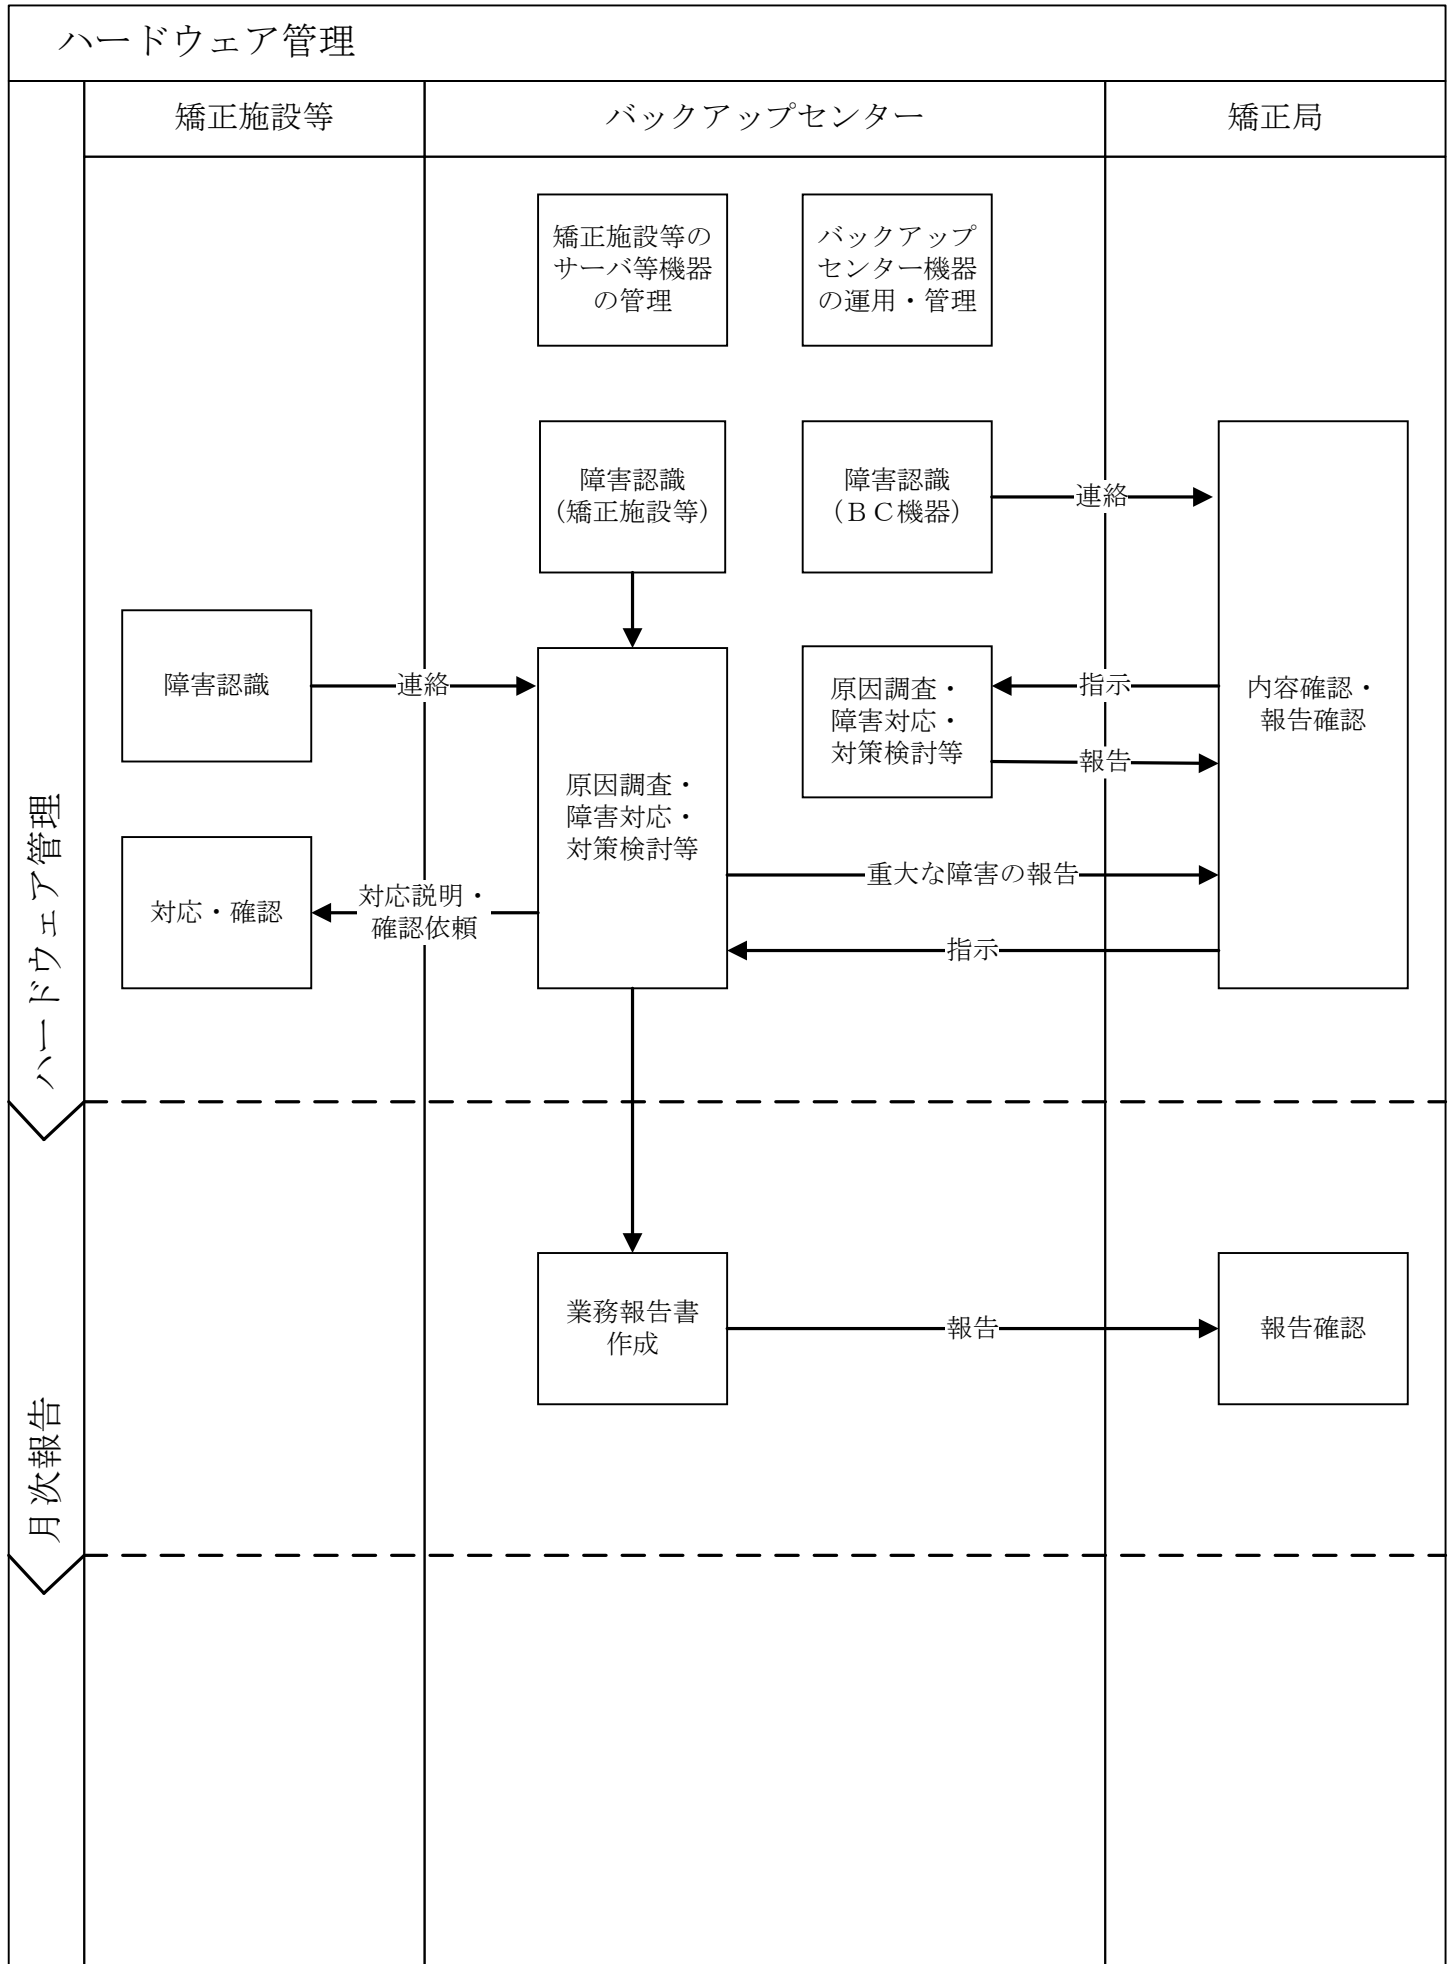 ハードウェア管理
矯正施設等
バックアップセンター
矯正局
矯正施設等の
サーバ等機器
の管理
バックアップ
センター機器
の運用・管理
障害認識
（矯正施設等）
障害認識
（ＢＣ機器）
連絡
障害認識
連絡
原因調査・
障害対応・
対策検討等
原因調査・
障害対応・
対策検討等
指示
報告
内容確認・
報告確認
対応・確認
対応説明・
確認依頼
重大な障害の報告
指示
ハードウェア管理
業務報告書
作成
報告
報告確認
月次報告